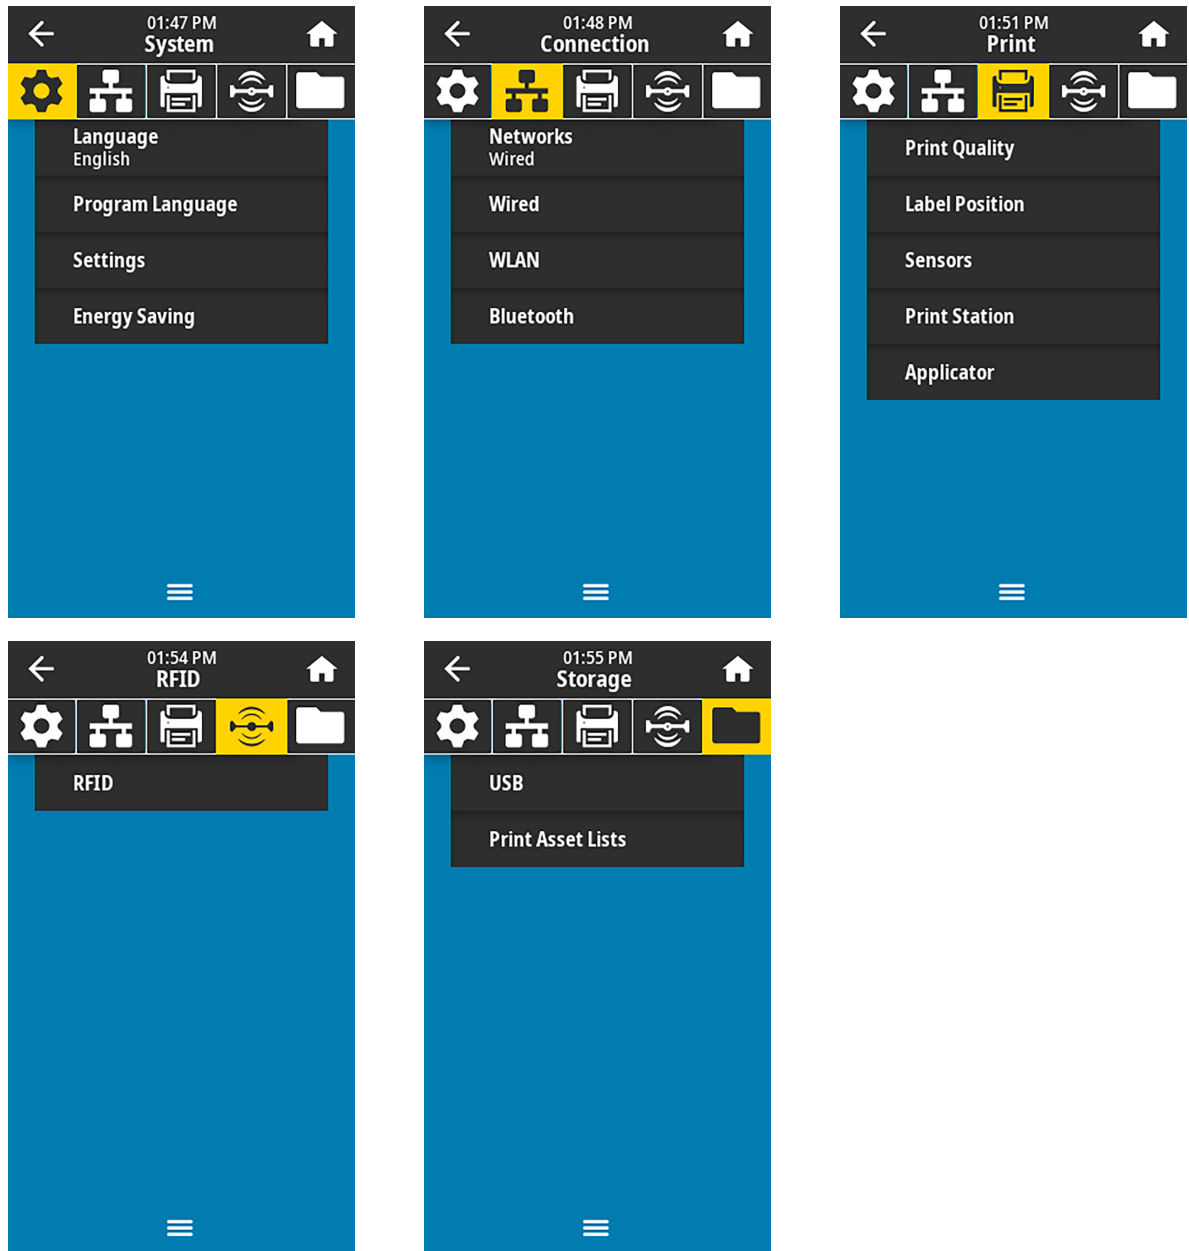 01:47 PM
System
Language
English
Program Language
Settings
Energy Saving
01:48 PM
Connection
Networks
Wired
Wired
WLAN
Bluetooth
01:51 PM
Print
Print Quality
Label Position
Sensors
Print Station
Applicator
01:54 PM
RFID
RFID
01:55 PM
Storage
USB
Print Asset Lists